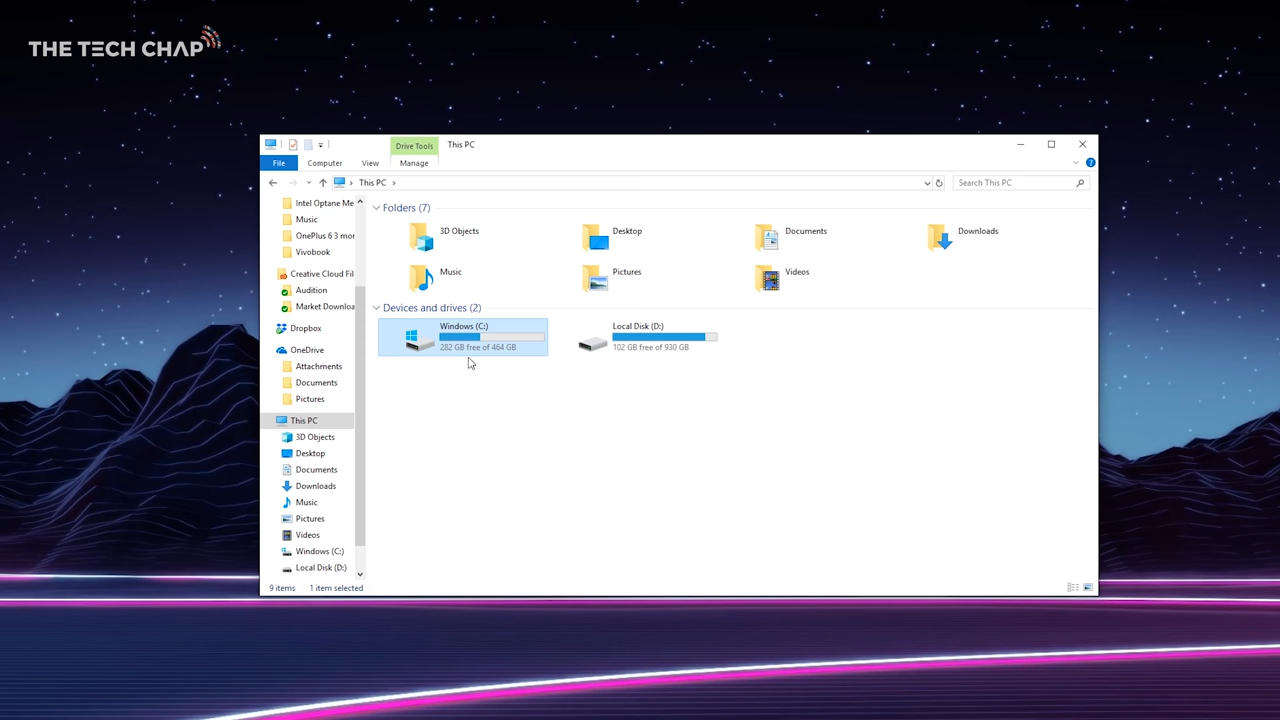 THE TECH CHAP
Drive Tools
This PC
File
Computer
View
Manage
This PC
Search This PC
Intel Optane Me
Music
OnePlus 6 3 mor
Vivobook
Creative Cloud Fil
Audition
Market Downloa
Dropbox
OneDrive
Attachments
Documents
Pictures
This PC
3D Objects
Desktop
Documents
Downloads
Music
Pictures
Videos
Windows (C:)
Local Disk (D:)
Folders (7)
3D Objects
Desktop
Documents
Downloads
Music
Pictures
Videos
Devices and drives (2)
Windows (C:)
282 GB free of 464 GB
Local Disk (D:)
102 GB free of 930 GB
9 items
1 item selected